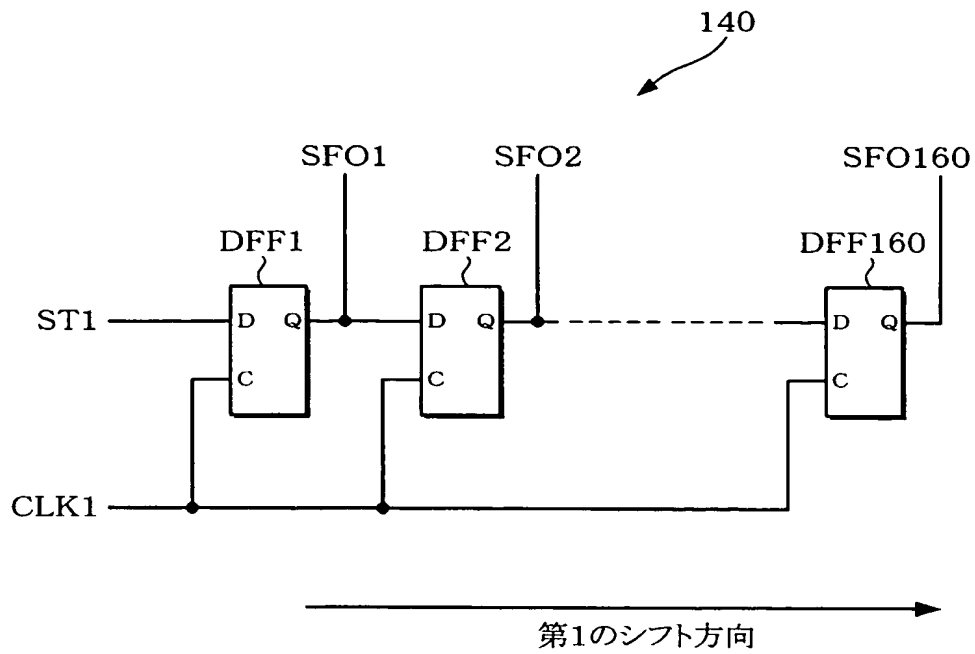 140
SFO1
SFO2
SFO160
DFF1
DFF2
DFF160
ST1
D Q
D Q
D Q
C
C
C
CLK1
第1のシフト方向